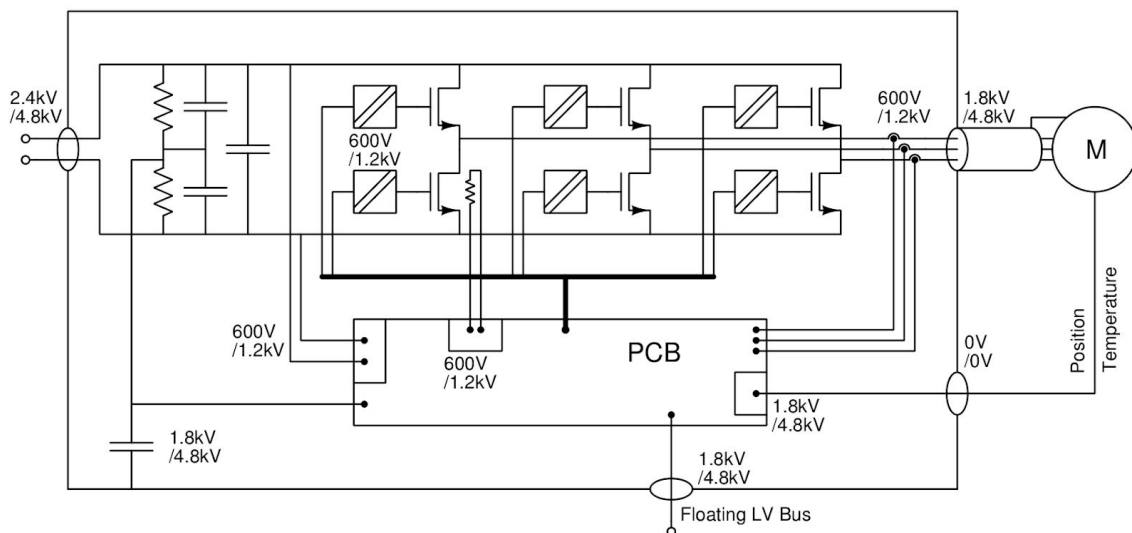 2.4kV
/4.8kV
600V
/1.2kV
600V
/1.2kV
1.8kV
/4.8kV
M
600V
/1.2kV
600V
/1.2kV
PCB
0V
/0V
Position
Temperature
1.8kV
/4.8kV
1.8kV
/4.8kV
1.8kV
/4.8kV
Floating LV Bus